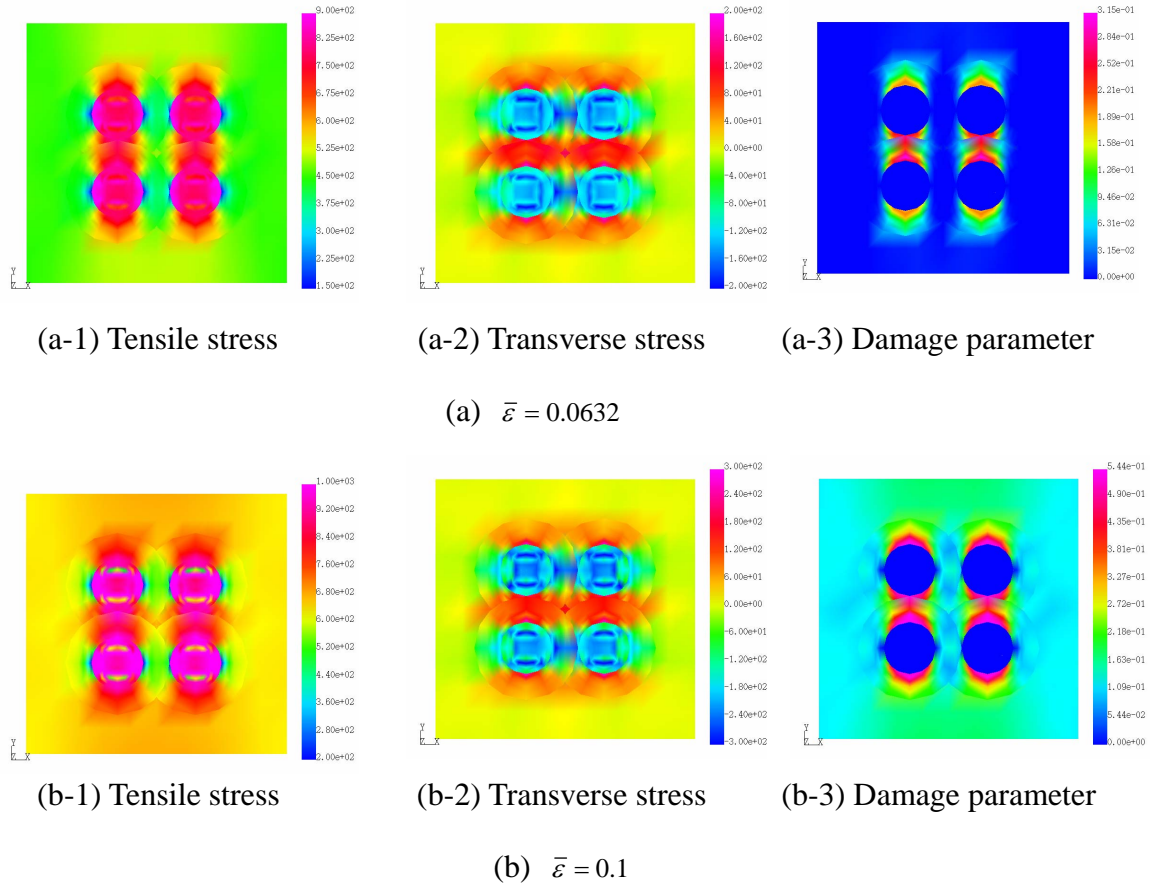 9.00e+02
8.25e+02
7.50e+02
6.75e+02
6.00e+02
5.25e+02
4.50e+02
3.75e+02
3.00e+02
2.25e+02
1.50e+02
Y
Z X
2.00e+02
1.60e+02
1.20e+02
8.00e+01
4.00e+01
0.00e+00
-4.00e+01
-8.00e+01
-1.20e+02
-1.60e+02
-2.00e+02
Y
Z X
3.15e-01
2.84e-01
2.52e-01
2.21e-01
1.89e-01
1.58e-01
1.26e-01
9.46e-02
6.31e-02
3.15e-02
0.00e+00
Y
Z X
(a-1) Tensile stress
(a-2) Transverse stress
(a-3) Damage parameter
(a) ε̄ = 0.0632
1.00e+03
9.20e+02
8.40e+02
7.60e+02
6.80e+02
6.00e+02
5.20e+02
4.40e+02
3.60e+02
2.80e+02
2.00e+02
Y
Z X
3.00e+02
2.40e+02
1.80e+02
1.20e+02
6.00e+01
0.00e+00
-6.00e+01
-1.20e+02
-1.80e+02
-2.40e+02
-3.00e+02
Y
Z X
5.44e-01
4.90e-01
4.35e-01
3.81e-01
3.27e-01
2.72e-01
2.18e-01
1.63e-01
1.09e-01
5.44e-02
0.00e+00
Y
Z X
(b-1) Tensile stress
(b-2) Transverse stress
(b-3) Damage parameter
(b) ε̄ = 0.1